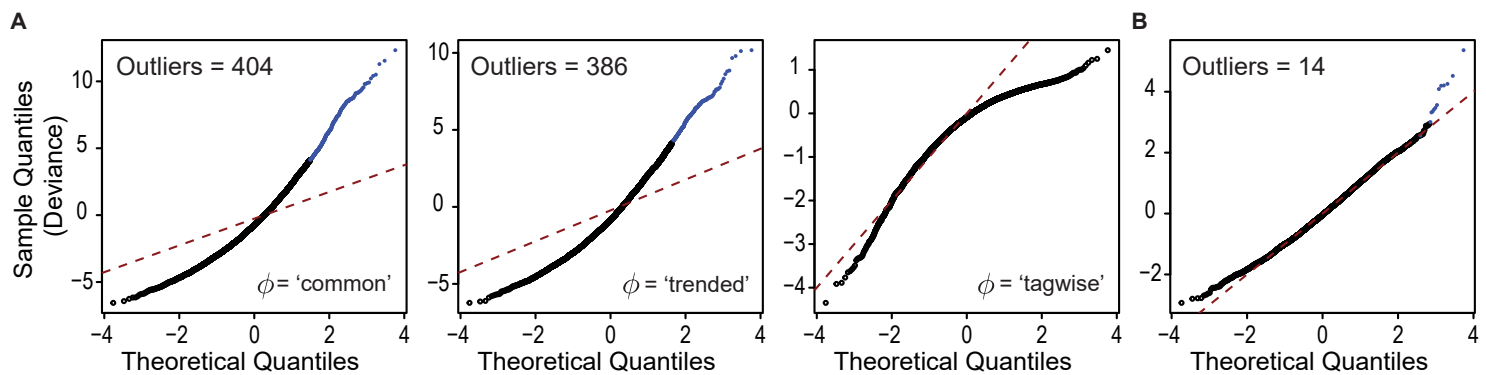 A
B
Sample Quantiles
(Deviance)
Outliers = 404
10
5
0
−5
ϕ = ‘common’
−4
−2
0
2
4
Theoretical Quantiles
Outliers = 386
10
5
0
−5
ϕ = ‘trended’
−4
−2
0
2
4
Theoretical Quantiles
1
0
−1
−2
−3
−4
ϕ = ‘tagwise’
−4
−2
0
2
4
Theoretical Quantiles
Outliers = 14
4
2
0
−2
−4
−2
0
2
4
Theoretical Quantiles